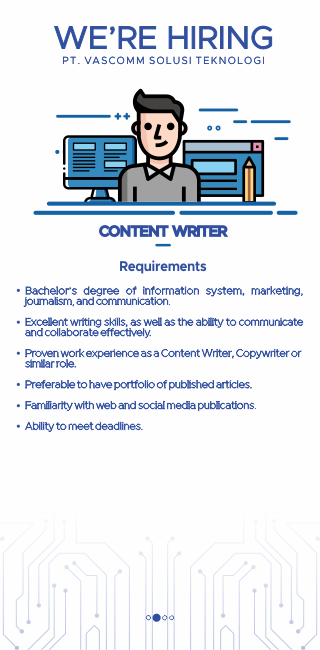 WE'RE HIRING
PT. VASCOMM SOLUSI TEKNOLOGI
CONTENT WRITER
Requirements
• Bachelor's degree of information system, marketing,
journalism, and communication.
• Excellent writing skills, as well as the ability to communicate
and collaborate effectively.
• Proven work experience as a Content Writer, Copywriter or
similar role.
• Preferable to have portfolio of published articles.
• Familiarity with web and social media publications.
• Ability to meet deadlines.